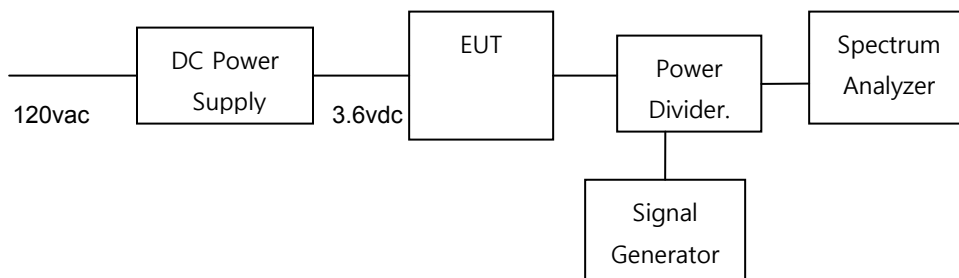 DC Power
Supply
EUT
Power
Divider.
Spectrum
Analyzer
120vac
3.6vdc
Signal
Generator